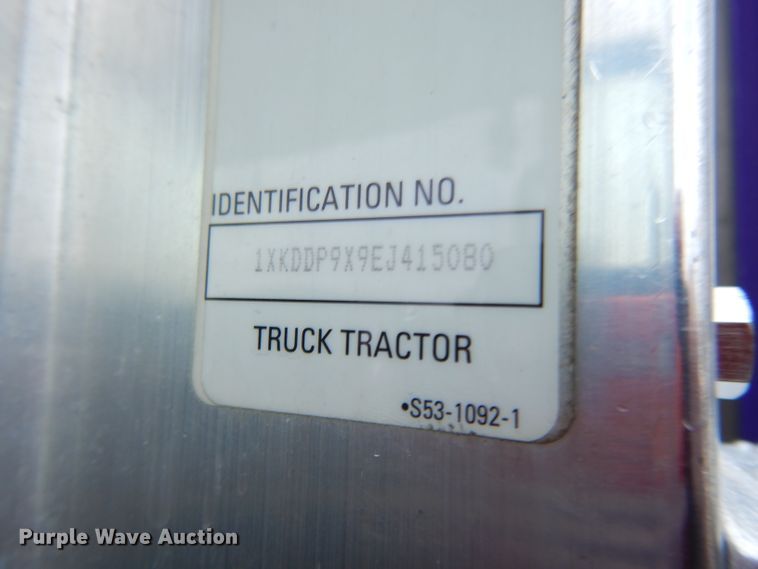 IDENTIFICATION NO.
1XKDDP9X9EJ415080
TRUCK TRACTOR
•S53-1092-1
Purple Wave Auction